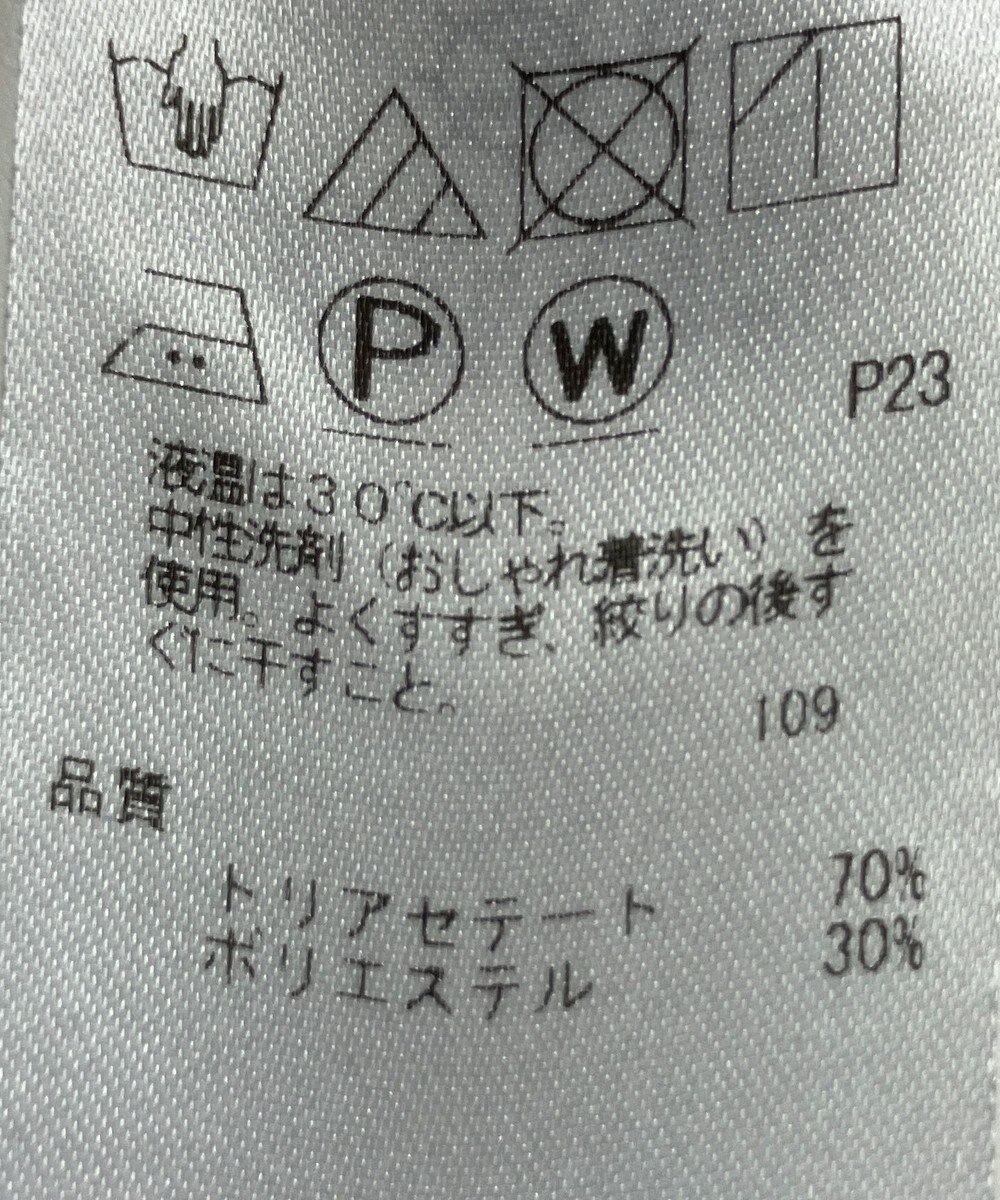 P
W
P23
液温は30℃以下。
中性洗剤（おしゃれ着洗い）を
使用。よくすすぎ、絞りの後す
ぐに干すこと。
109
品質
トリアセテート 70%
ポリエステル 30%